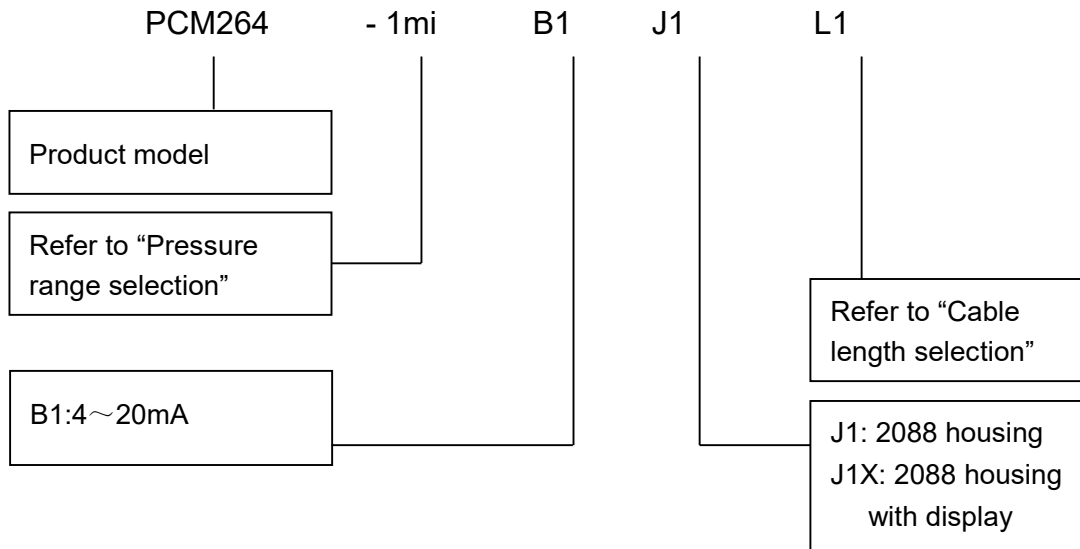 PCM264 - 1mi B1 J1 L1
Product model
Refer to “Pressure
range selection”
Refer to “Cable
length selection”
B1:4～20mA
J1: 2088 housing
J1X: 2088 housing
with display